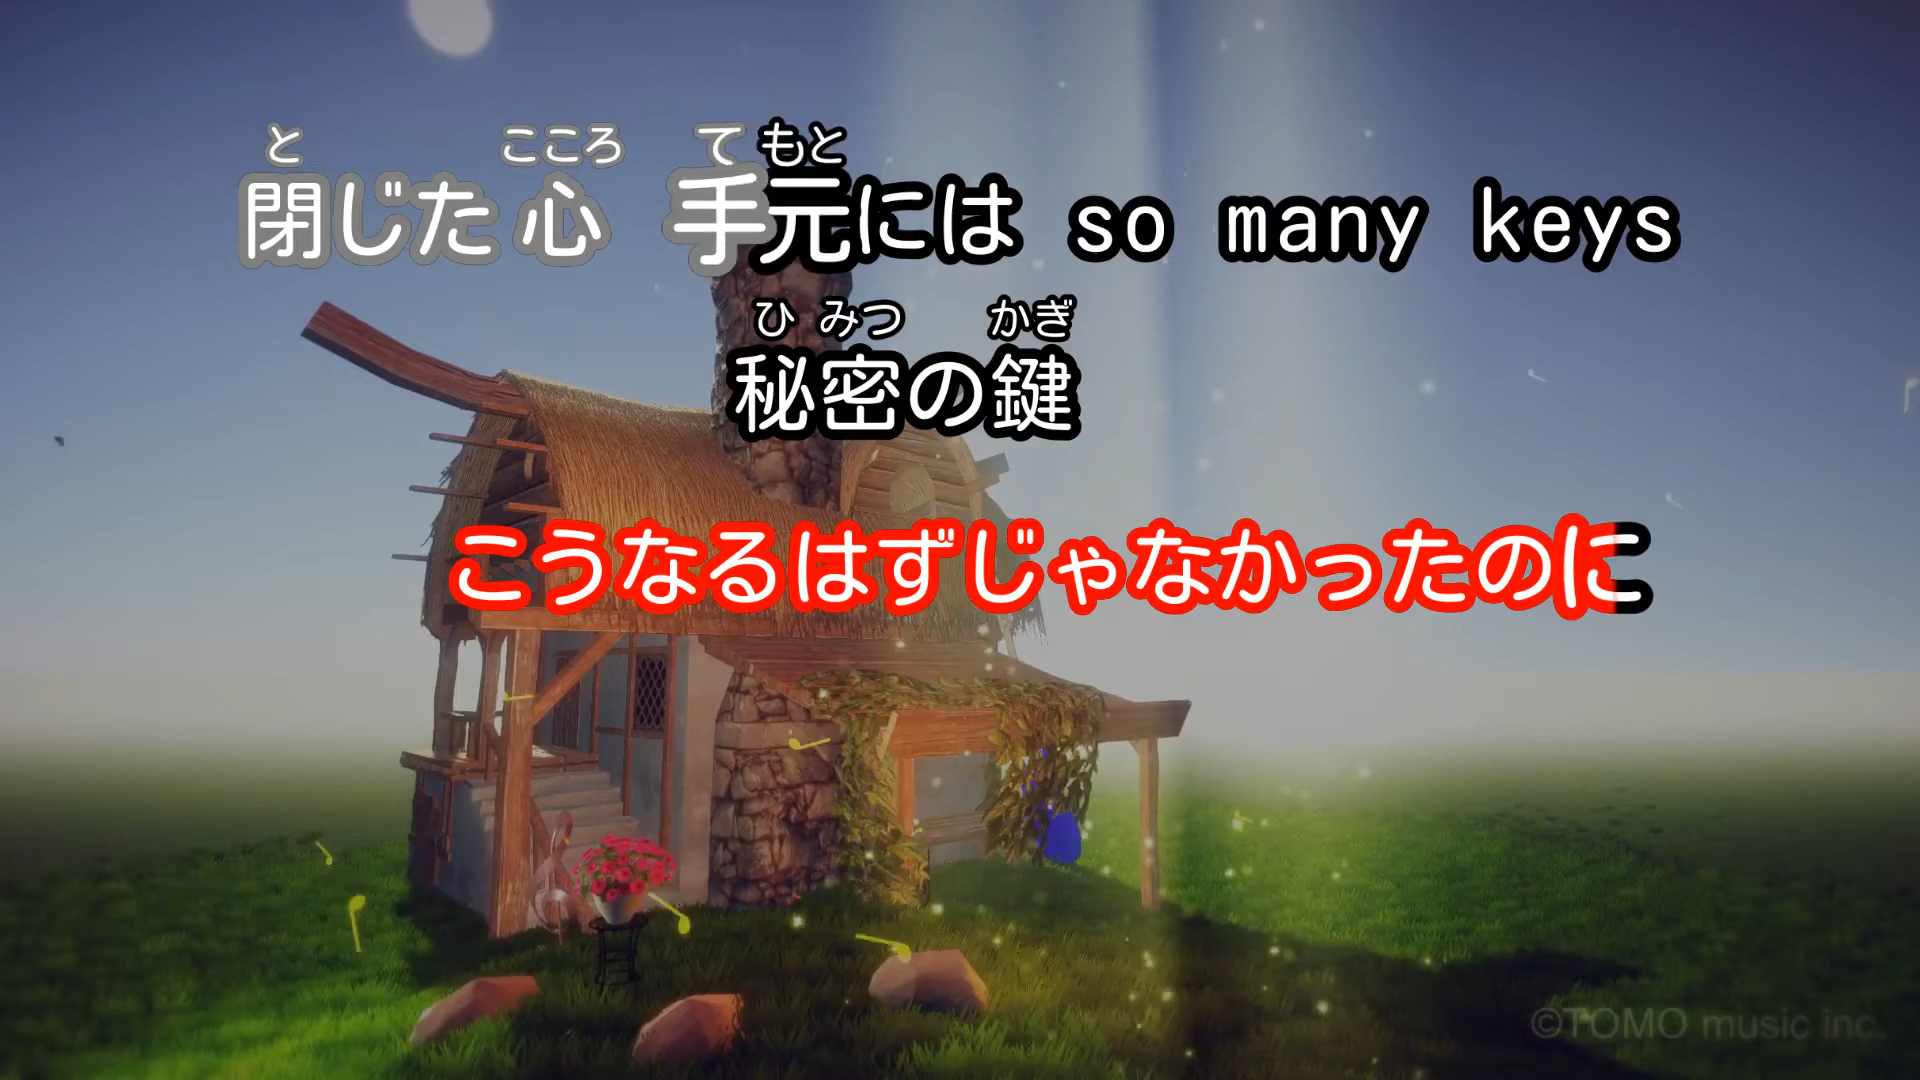 と こころ て もと
閉じた心 手元には so many keys
ひ みつ かぎ
秘密の鍵
こうなるはずじゃなかったのに
©TOMO music inc.